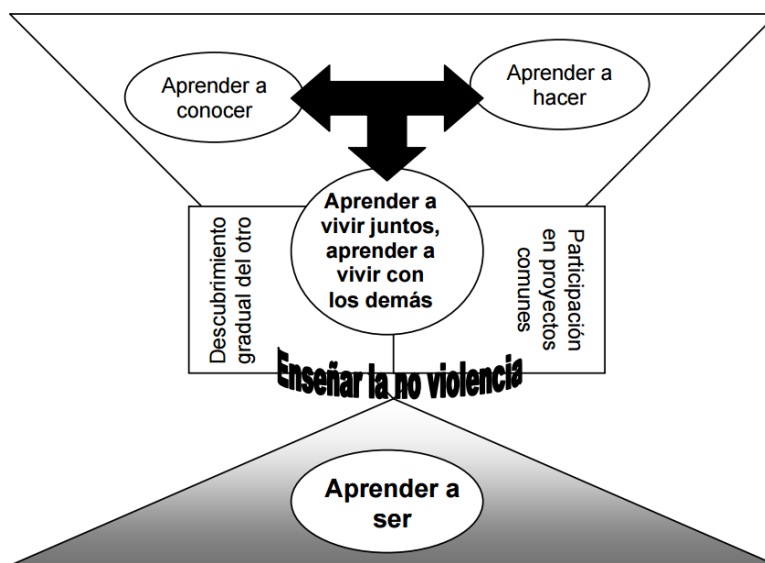 Aprender a
conocer
Aprender a
hacer
Aprender a
vivir juntos,
aprender a
vivir con
los demás
Descubrimiento
gradual del otro
Participación
en proyectos
comunes
Enseñar la no violencia
Aprender a
ser